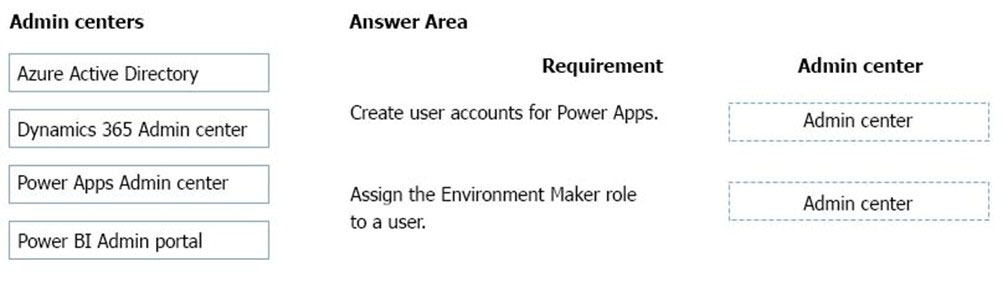 Admin centers
Azure Active Directory
Dynamics 365 Admin center
Power Apps Admin center
Power BI Admin portal
Answer Area
Requirement
Admin center
Create user accounts for Power Apps.
Admin center
Assign the Environment Maker role
to a user.
Admin center